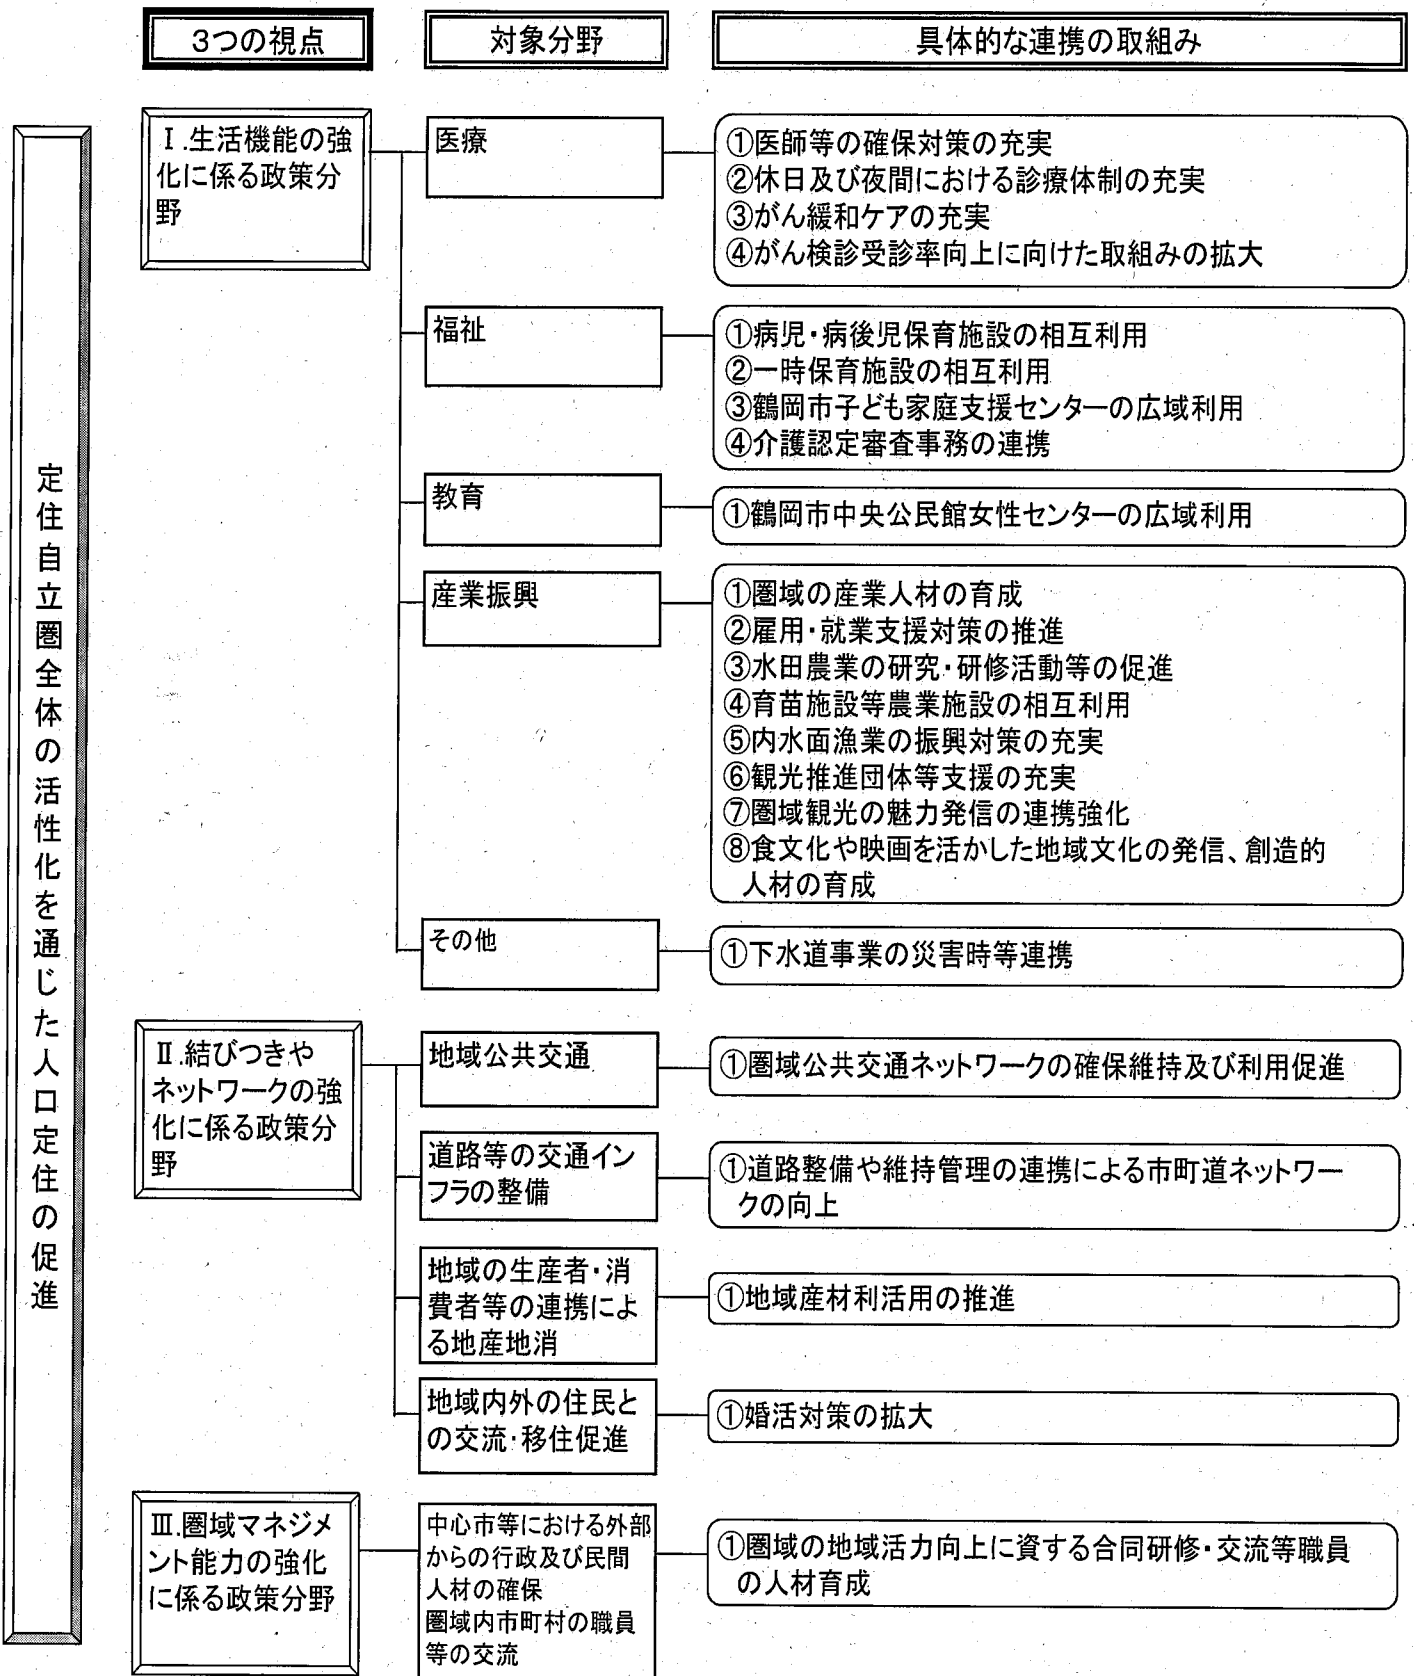 3つの視点
対象分野
具体的な連携の取組み
定住自立圏全体の活性化を通じた人口定住の促進
Ⅰ.生活機能の強
化に係る政策分
野
医療
①医師等の確保対策の充実
②休日及び夜間における診療体制の充実
③がん緩和ケアの充実
④がん検診受診率向上に向けた取組みの拡大
福祉
①病児・病後児保育施設の相互利用
②一時保育施設の相互利用
③鶴岡市子ども家庭支援センターの広域利用
④介護認定審査事務の連携
教育
①鶴岡市中央公民館女性センターの広域利用
産業振興
①圏域の産業人材の育成
②雇用・就業支援対策の推進
③水田農業の研究・研修活動等の促進
④育苗施設等農業施設の相互利用
⑤内水面漁業の振興対策の充実
⑥観光推進団体等支援の充実
⑦圏域観光の魅力発信の連携強化
⑧食文化や映画を活かした地域文化の発信、創造的
人材の育成
その他
①下水道事業の災害時等連携
Ⅱ.結びつきや
ネットワークの強
化に係る政策分
野
地域公共交通
①圏域公共交通ネットワークの確保維持及び利用促進
道路等の交通イン
フラの整備
①道路整備や維持管理の連携による市町道ネットワー
クの向上
地域の生産者・消
費者等の連携によ
る地産地消
①地域産材利活用の推進
地域内外の住民と
の交流・移住促進
①婚活対策の拡大
Ⅲ.圏域マネジメ
ント能力の強化
に係る政策分野
中心市等における外部
からの行政及び民間
人材の確保
圏域内市町村の職員
等の交流
①圏域の地域活力向上に資する合同研修・交流等職員
の人材育成